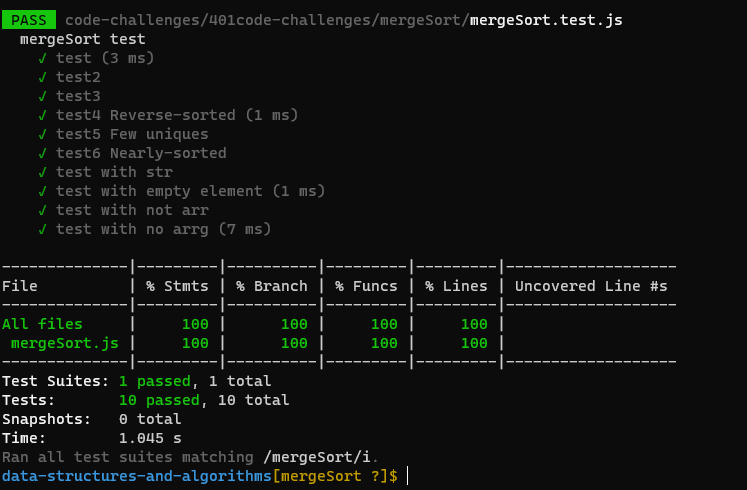 PASS code-challenges/401code-challenges/mergeSort/mergeSort.test.js
  mergeSort test
    ✓ test (3 ms)
    ✓ test2
    ✓ test3
    ✓ test4 Reverse-sorted (1 ms)
    ✓ test5 Few uniques
    ✓ test6 Nearly-sorted
    ✓ test with str
    ✓ test with empty element (1 ms)
    ✓ test with not arr
    ✓ test with no arrg (7 ms)
--------------|---------|----------|---------|---------|-------------------
File          | % Stmts | % Branch | % Funcs | % Lines | Uncovered Line #s
--------------|---------|----------|---------|---------|-------------------
All files     |     100 |      100 |     100 |     100 |
 mergeSort.js |     100 |      100 |     100 |     100 |
--------------|---------|----------|---------|---------|-------------------
Test Suites: 1 passed, 1 total
Tests:       10 passed, 10 total
Snapshots:   0 total
Time:        1.045 s
Ran all test suites matching /mergeSort/i.
data-structures-and-algorithms[mergeSort ?]$